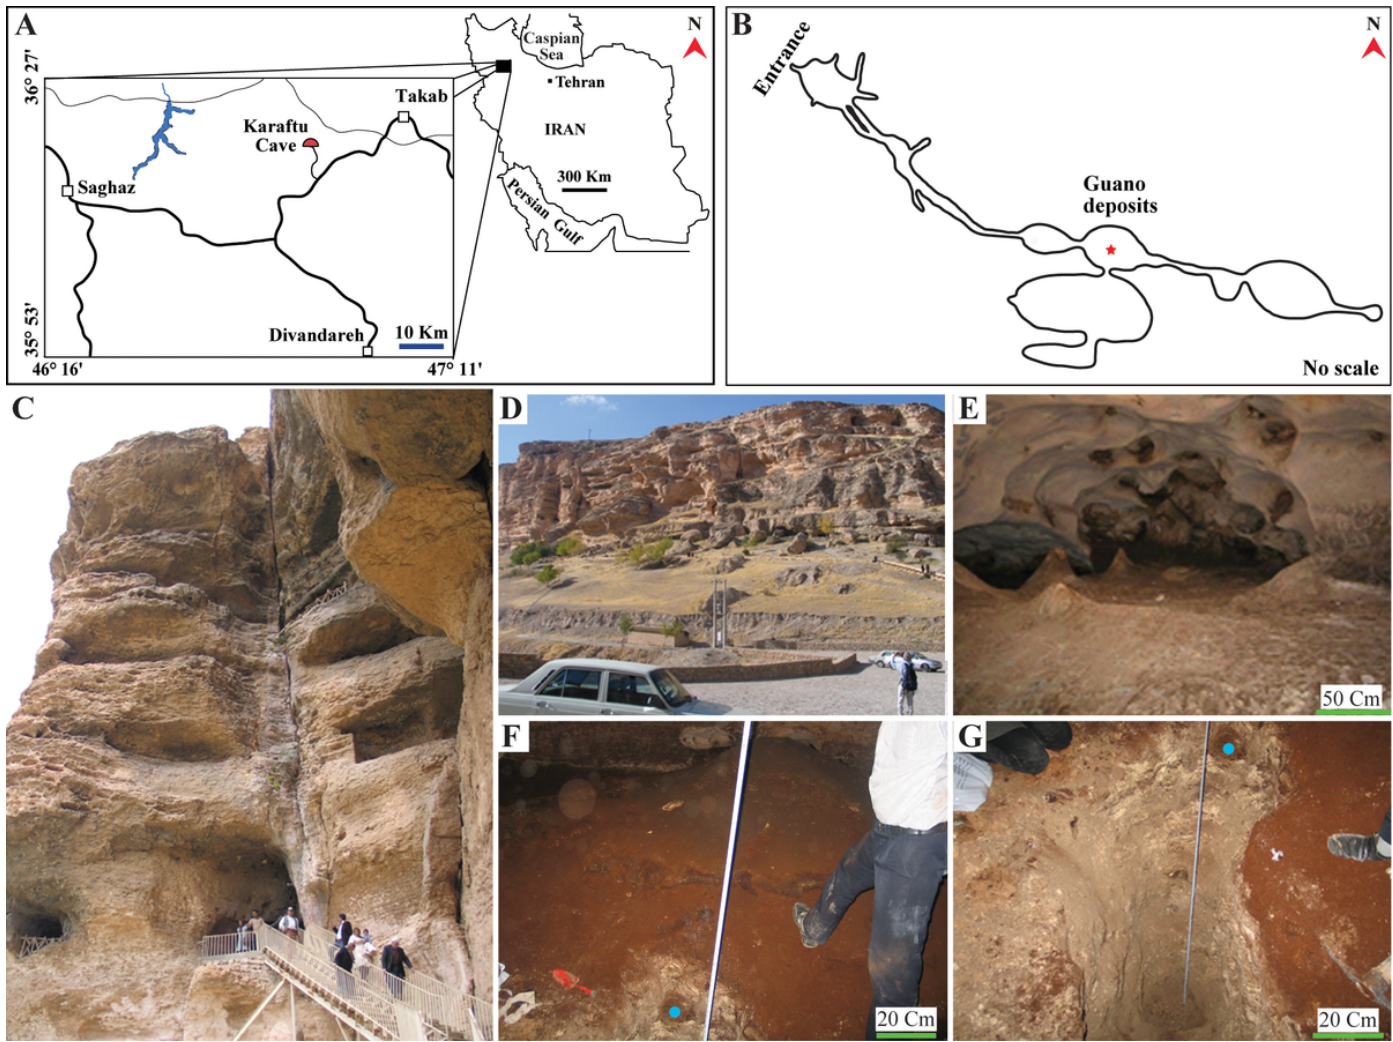 A
N
Caspian
Sea
Tehran
IRAN
300 Km
Persian Gulf
36° 27'
Takab
Karaftu
Cave
Saghaz
Divandareh
10 Km
35° 53'
46° 16'
47° 11'
B
N
Entrance
Guano
deposits
No scale
C
D
E
50 Cm
F
20 Cm
G
20 Cm